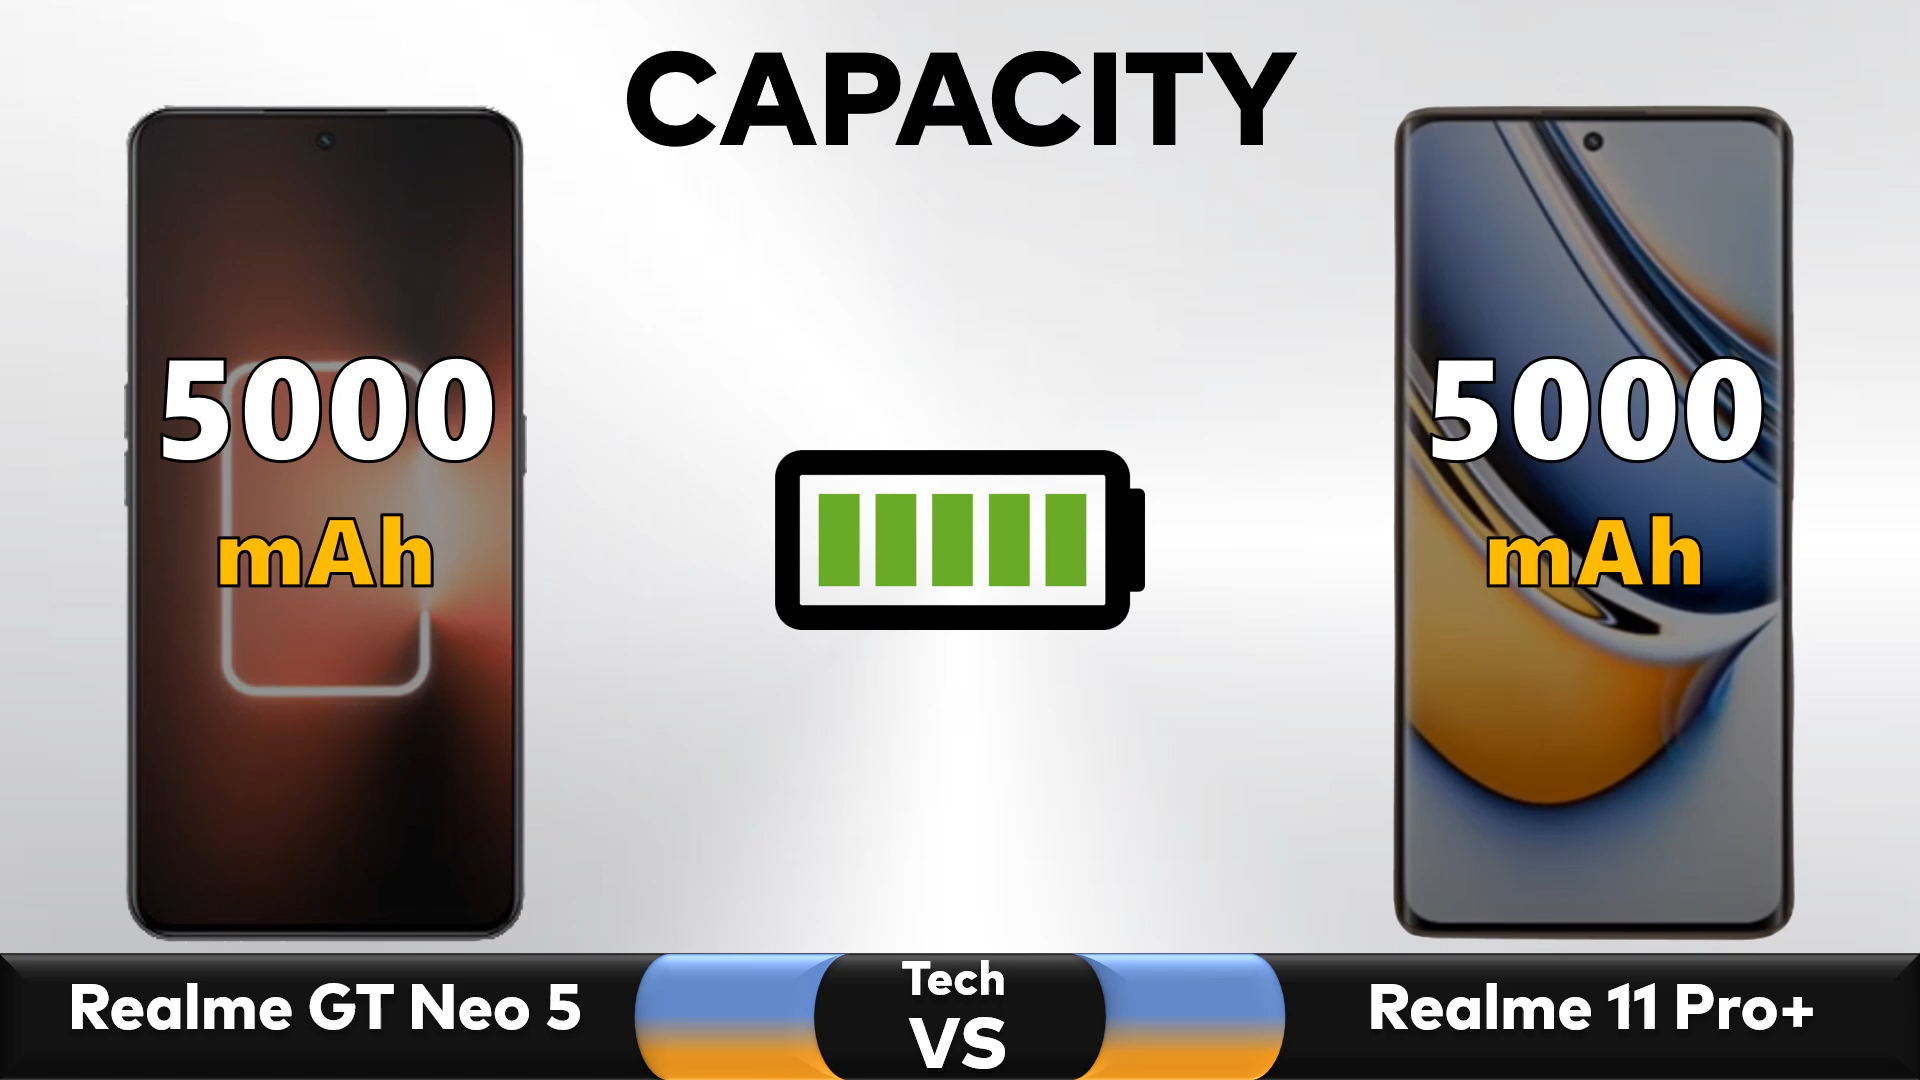 CAPACITY
5000
mAh
5000
mAh
Realme GT Neo 5
Tech
VS
Realme 11 Pro+